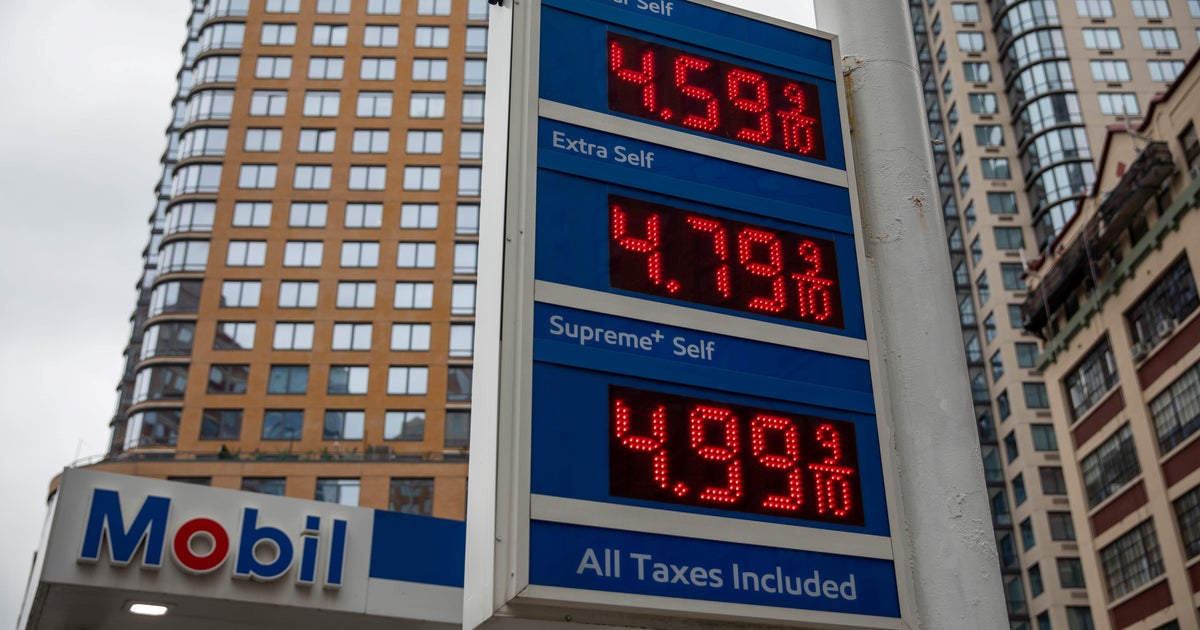 Self
4.59 9/10
Extra Self
4.79 9/10
Supreme+ Self
4.99 9/10
All Taxes Included
Mobil